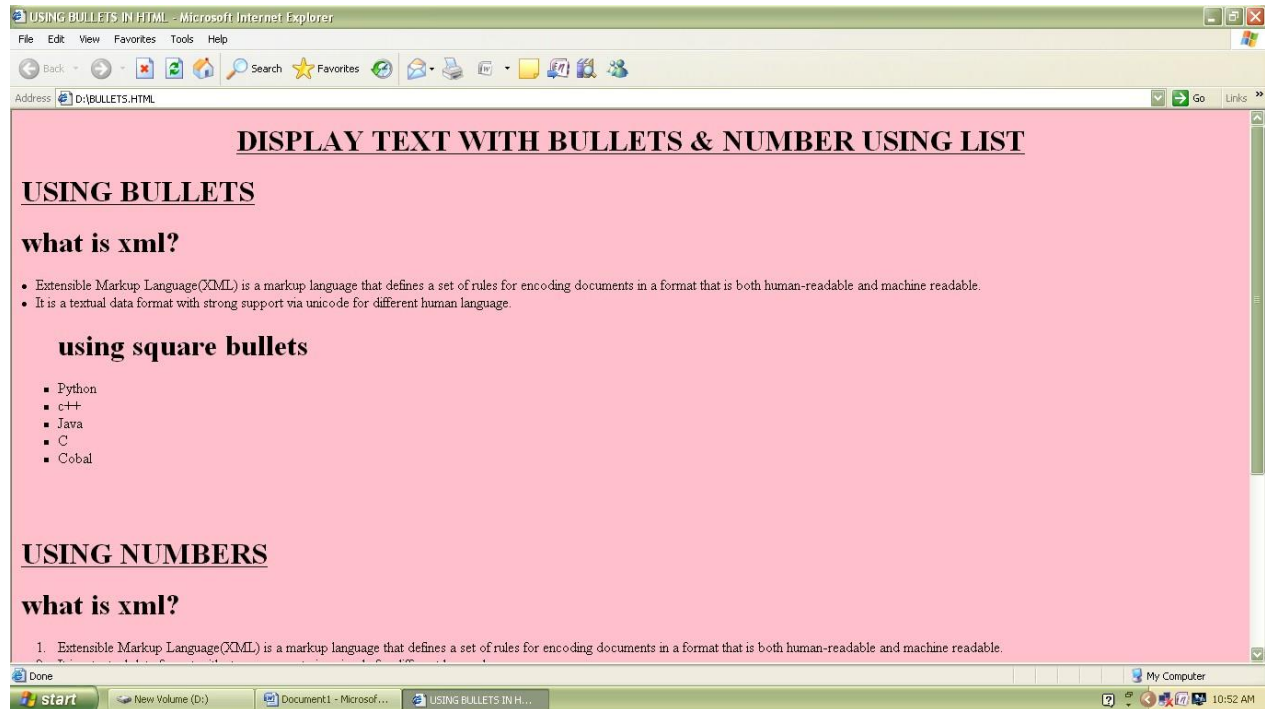 USING BULLETS IN HTML - Microsoft Internet Explorer
File Edit View Favorites Tools Help
Back Search Favorites
Address D:\BULLETS.HTML Go Links »
DISPLAY TEXT WITH BULLETS & NUMBER USING LIST
USING BULLETS
what is xml?
• Extensible Markup Language(XML) is a markup language that defines a set of rules for encoding documents in a format that is both human-readable and machine readable.
• It is a textual data format with strong support via unicode for different human language.
using square bullets
▪ Python
▪ c++
▪ Java
▪ C
▪ Cobal
USING NUMBERS
what is xml?
1. Extensible Markup Language(XML) is a markup language that defines a set of rules for encoding documents in a format that is both human-readable and machine readable.
Done My Computer
start New Volume (D:) Document1 - Microsof... USING BULLETS IN H... 10:52 AM